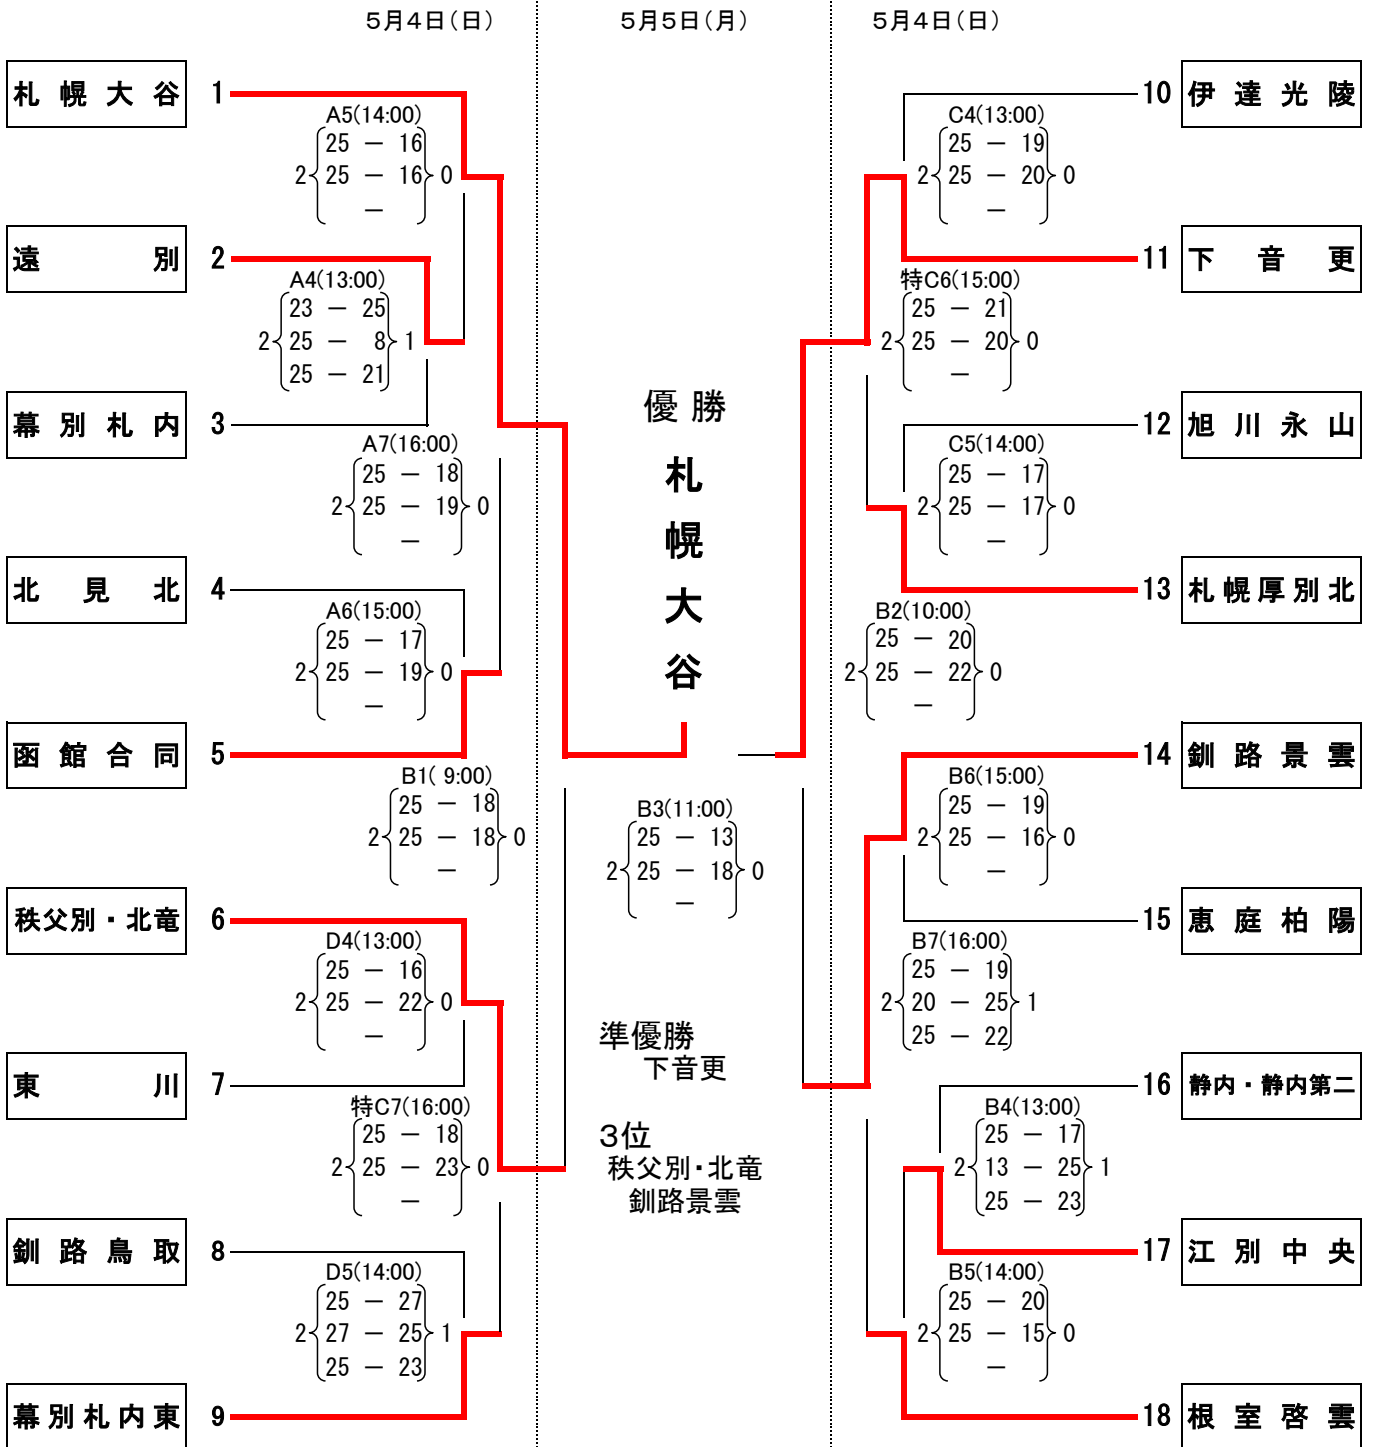 5月4日(日)
5月5日(月)
5月4日(日)
札幌大谷 1
A5(14:00)
25 － 16
2 25 － 16 0
－
遠別 2
A4(13:00)
23 － 25
2 25 － 8 1
25 － 21
幕別札内 3
A7(16:00)
25 － 18
2 25 － 19 0
－
北見北 4
A6(15:00)
25 － 17
2 25 － 19 0
－
函館合同 5
B1( 9:00)
25 － 18
2 25 － 18 0
－
秩父別・北竜 6
D4(13:00)
25 － 16
2 25 － 22 0
－
東川 7
特C7(16:00)
25 － 18
2 25 － 23 0
－
釧路鳥取 8
D5(14:00)
25 － 27
2 27 － 25 1
25 － 23
幕別札内東 9
優勝
札幌大谷
B3(11:00)
25 － 13
2 25 － 18 0
－
準優勝
下音更
3位
秩父別・北竜
釧路景雲
10 伊達光陵
C4(13:00)
25 － 19
2 25 － 20 0
－
11 下音更
特C6(15:00)
25 － 21
2 25 － 20 0
－
12 旭川永山
C5(14:00)
25 － 17
2 25 － 17 0
－
13 札幌厚別北
B2(10:00)
25 － 20
2 25 － 22 0
－
14 釧路景雲
B6(15:00)
25 － 19
2 25 － 16 0
－
15 恵庭柏陽
B7(16:00)
25 － 19
2 20 － 25 1
25 － 22
16 静内・静内第二
B4(13:00)
25 － 17
2 13 － 25 1
25 － 23
17 江別中央
B5(14:00)
25 － 20
2 25 － 15 0
－
18 根室啓雲